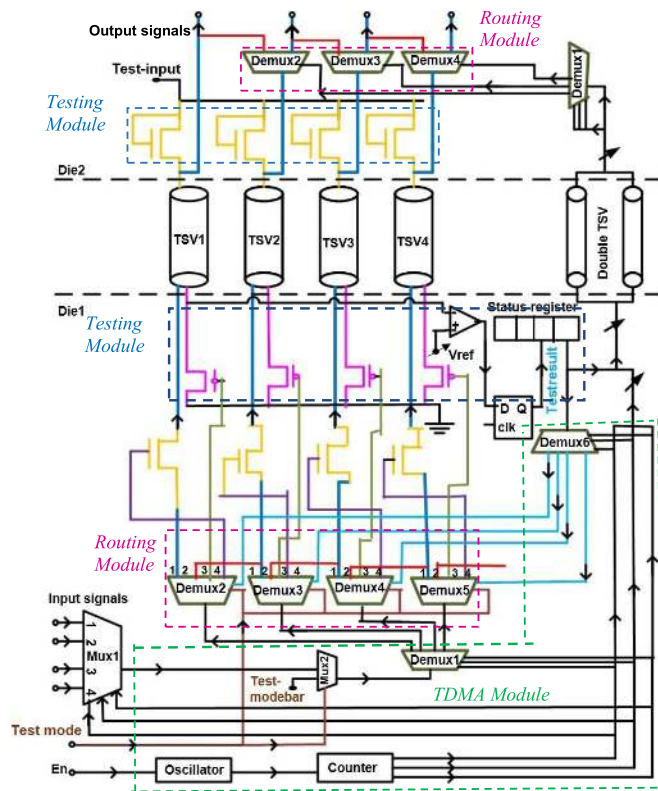 Output signals
Routing
Module
Demux2
Demux3
Demux4
Demux1
Test-input
Testing
Module
Die2
TSV1
TSV2
TSV3
TSV4
Double TSV
Die1
Testing
Module
Status register
Vref
Testresult
D Q
clk
Demux6
Routing
Module
1 2 3 4
1 2 3 4
1 2 3 4
1 2 3 4
Demux2
Demux3
Demux4
Demux5
Input signals
1
2
3
4
Mux1
Mux2
Demux1
Test-
modebar
TDMA Module
Test mode
En
Oscillator
Counter